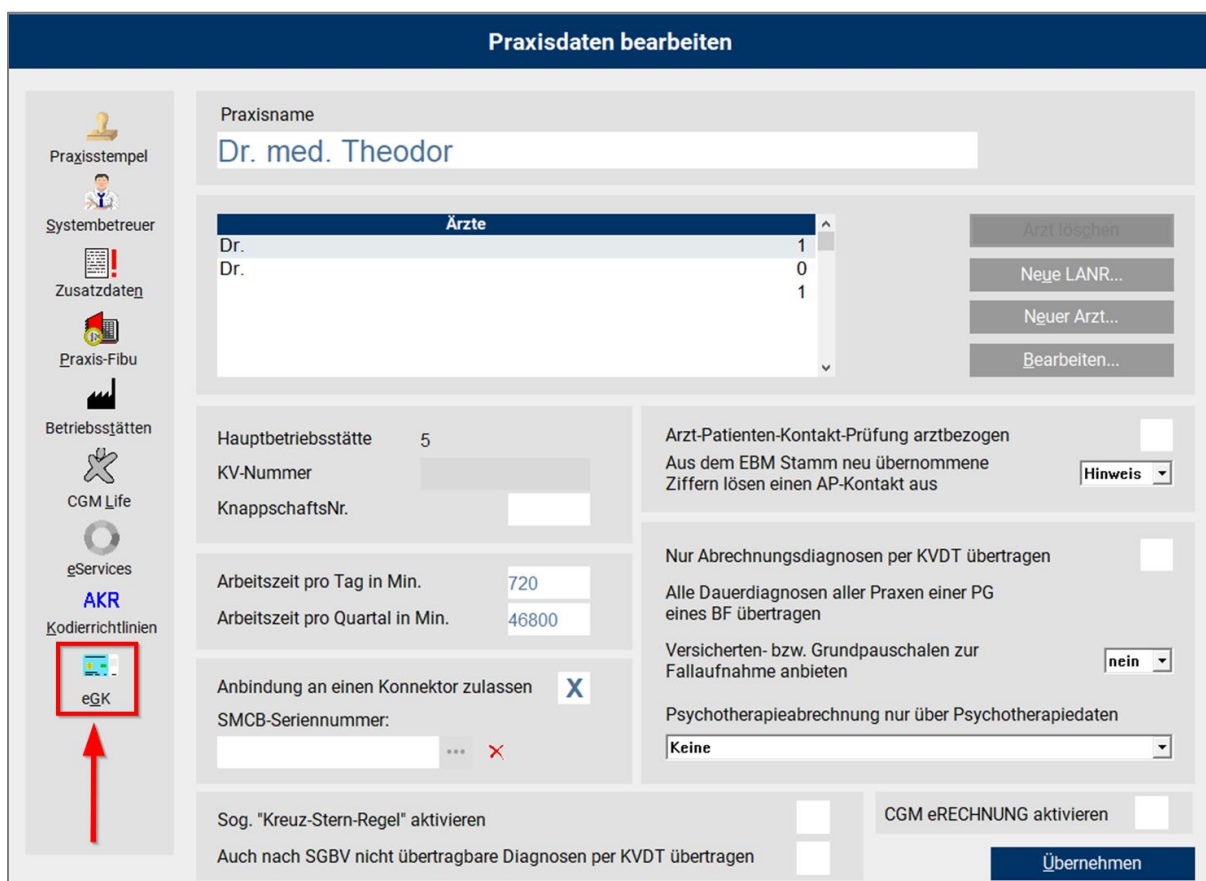 Praxisdaten bearbeiten
Praxisstempel
Systembetreuer
Zusatzdaten
Praxis-Fibu
Betriebsstätten
CGM Life
eServices
AKR
Kodierrichtlinien
eGK
Praxisname
Dr. med. Theodor
Ärzte
Dr. 1
Dr. 0
1
Arzt löschen
Neue LANR...
Neuer Arzt...
Bearbeiten...
Hauptbetriebsstätte 5
KV-Nummer
KnappschaftsNr.
Arbeitszeit pro Tag in Min. 720
Arbeitszeit pro Quartal in Min. 46800
Anbindung an einen Konnektor zulassen X
SMCB-Seriennummer:
...
Arzt-Patienten-Kontakt-Prüfung arztbezogen
Aus dem EBM Stamm neu übernommene
Ziffern lösen einen AP-Kontakt aus
Hinweis
Nur Abrechnungsdiagnosen per KVDT übertragen
Alle Dauerdiagnosen aller Praxen einer PG
eines BF übertragen
Versicherten- bzw. Grundpauschalen zur
Fallaufnahme anbieten
nein
Psychotherapieabrechnung nur über Psychotherapiedaten
Keine
Sog. "Kreuz-Stern-Regel" aktivieren
Auch nach SGBV nicht übertragbare Diagnosen per KVDT übertragen
CGM eRECHNUNG aktivieren
Übernehmen